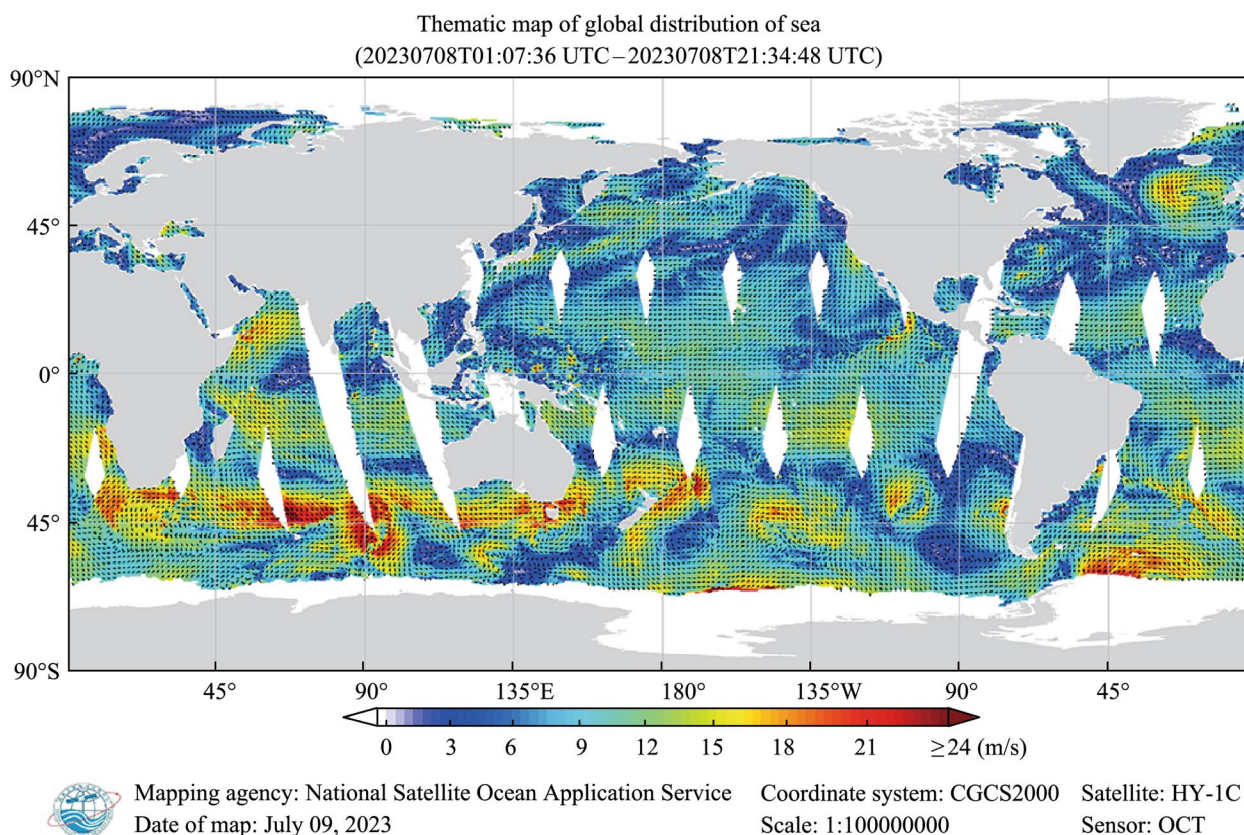 Thematic map of global distribution of sea
(20230708T01:07:36 UTC–20230708T21:34:48 UTC)
90°N
45°
0°
45°
90°S
45° 90° 135°E 180° 135°W 90° 45°
0 3 6 9 12 15 18 21 ≥24 (m/s)
Mapping agency: National Satellite Ocean Application Service Coordinate system: CGCS2000 Satellite: HY-1C
Date of map: July 09, 2023 Scale: 1:100000000 Sensor: OCT